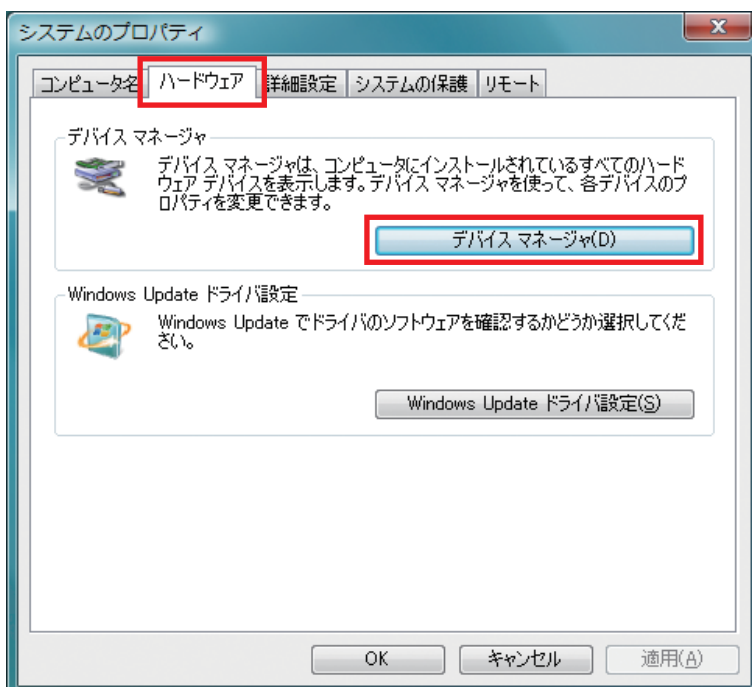 システムのプロパティ
コンピュータ名 ハードウェア 詳細設定 システムの保護 リモート
デバイス マネージャ
デバイス マネージャは、コンピュータにインストールされているすべてのハード
ウェア デバイスを表示します。デバイス マネージャを使って、各デバイスのプ
ロパティを変更できます。
デバイス マネージャ(D)
Windows Update ドライバ設定
Windows Update でドライバのソフトウェアを確認するかどうか選択してくだ
さい。
Windows Update ドライバ設定(S)
OK キャンセル 適用(A)